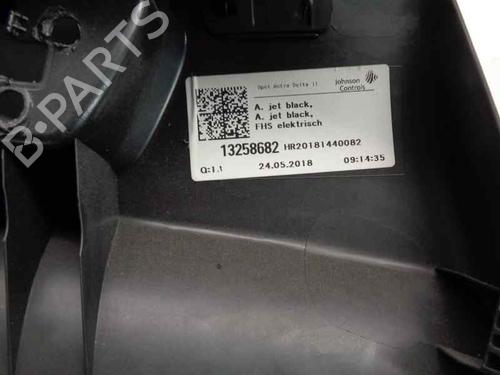 Opel Astra Delta II
Johnson
Controls
A. jet black,
A. jet black,
FHS elektrisch
13258682 HR20181440082
Q:1.1 24.05.2018 09:14:35
B-PARTS